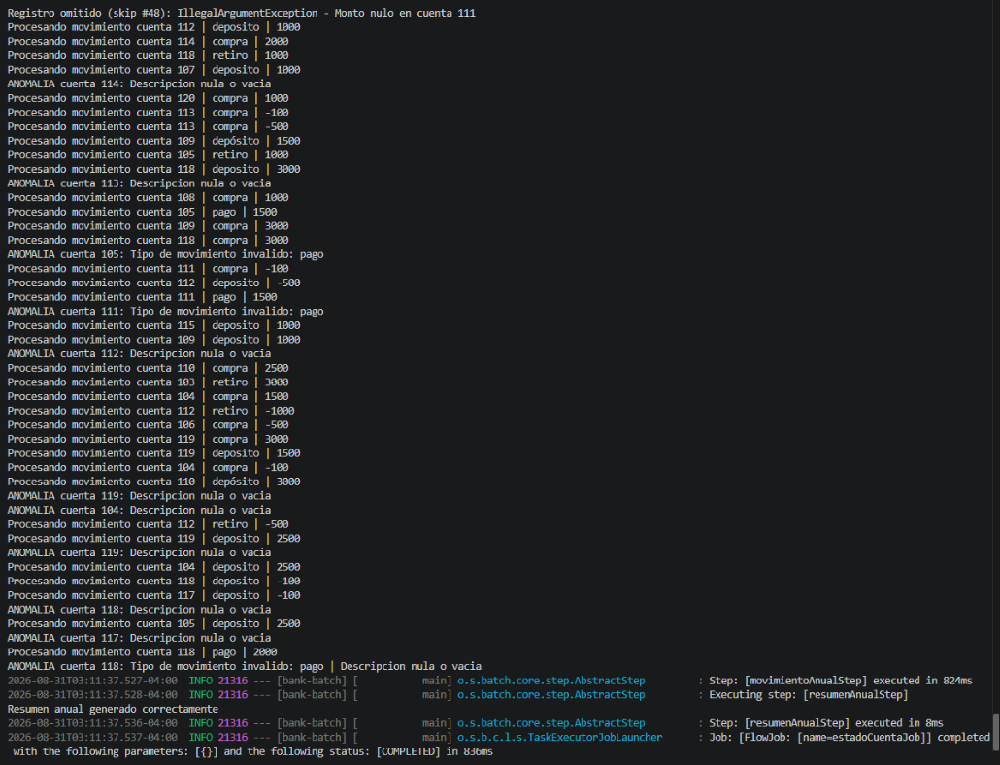 Registro omitido (skip #48): IllegalArgumentException - Monto nulo en cuenta 111
Procesando movimiento cuenta 112 | deposito | 1000
Procesando movimiento cuenta 114 | compra | 2000
Procesando movimiento cuenta 118 | retiro | 1000
Procesando movimiento cuenta 107 | deposito | 1000
ANOMALIA cuenta 114: Descripcion nula o vacia
Procesando movimiento cuenta 120 | compra | 1000
Procesando movimiento cuenta 113 | compra | -100
Procesando movimiento cuenta 113 | compra | -500
Procesando movimiento cuenta 109 | depósito | 1500
Procesando movimiento cuenta 105 | retiro | 1000
Procesando movimiento cuenta 118 | deposito | 3000
ANOMALIA cuenta 113: Descripcion nula o vacia
Procesando movimiento cuenta 108 | compra | 1000
Procesando movimiento cuenta 105 | pago | 1500
Procesando movimiento cuenta 109 | compra | 3000
Procesando movimiento cuenta 118 | compra | 3000
ANOMALIA cuenta 105: Tipo de movimiento invalido: pago
Procesando movimiento cuenta 111 | compra | -100
Procesando movimiento cuenta 112 | deposito | -500
Procesando movimiento cuenta 111 | pago | 1500
ANOMALIA cuenta 111: Tipo de movimiento invalido: pago
Procesando movimiento cuenta 115 | deposito | 1000
Procesando movimiento cuenta 109 | deposito | 1000
ANOMALIA cuenta 112: Descripcion nula o vacia
Procesando movimiento cuenta 110 | compra | 2500
Procesando movimiento cuenta 103 | retiro | 3000
Procesando movimiento cuenta 104 | compra | 1500
Procesando movimiento cuenta 112 | retiro | -1000
Procesando movimiento cuenta 106 | compra | -500
Procesando movimiento cuenta 119 | compra | 3000
Procesando movimiento cuenta 119 | deposito | 1500
Procesando movimiento cuenta 104 | compra | -100
Procesando movimiento cuenta 110 | depósito | 3000
ANOMALIA cuenta 119: Descripcion nula o vacia
ANOMALIA cuenta 104: Descripcion nula o vacia
Procesando movimiento cuenta 112 | retiro | -500
Procesando movimiento cuenta 119 | deposito | 2500
ANOMALIA cuenta 119: Descripcion nula o vacia
Procesando movimiento cuenta 104 | deposito | 2500
Procesando movimiento cuenta 118 | deposito | -100
Procesando movimiento cuenta 117 | deposito | -100
ANOMALIA cuenta 118: Descripcion nula o vacia
Procesando movimiento cuenta 105 | deposito | 2500
ANOMALIA cuenta 117: Descripcion nula o vacia
Procesando movimiento cuenta 118 | pago | 2000
ANOMALIA cuenta 118: Tipo de movimiento invalido: pago | Descripcion nula o vacia
2026-08-31T03:11:37.527-04:00 INFO 21316 --- [bank-batch] [ main] o.s.batch.core.step.AbstractStep : Step: [movimientoAnualStep] executed in 824ms
2026-08-31T03:11:37.528-04:00 INFO 21316 --- [bank-batch] [ main] o.s.batch.core.step.AbstractStep : Executing step: [resumenAnualStep]
Resumen anual generado correctamente
2026-08-31T03:11:37.536-04:00 INFO 21316 --- [bank-batch] [ main] o.s.batch.core.step.AbstractStep : Step: [resumenAnualStep] executed in 8ms
2026-08-31T03:11:37.537-04:00 INFO 21316 --- [bank-batch] [ main] o.s.b.c.l.s.TaskExecutorJobLauncher : Job: [FlowJob: [name=estadoCuentaJob]] completed
with the following parameters: [{}] and the following status: [COMPLETED] in 836ms